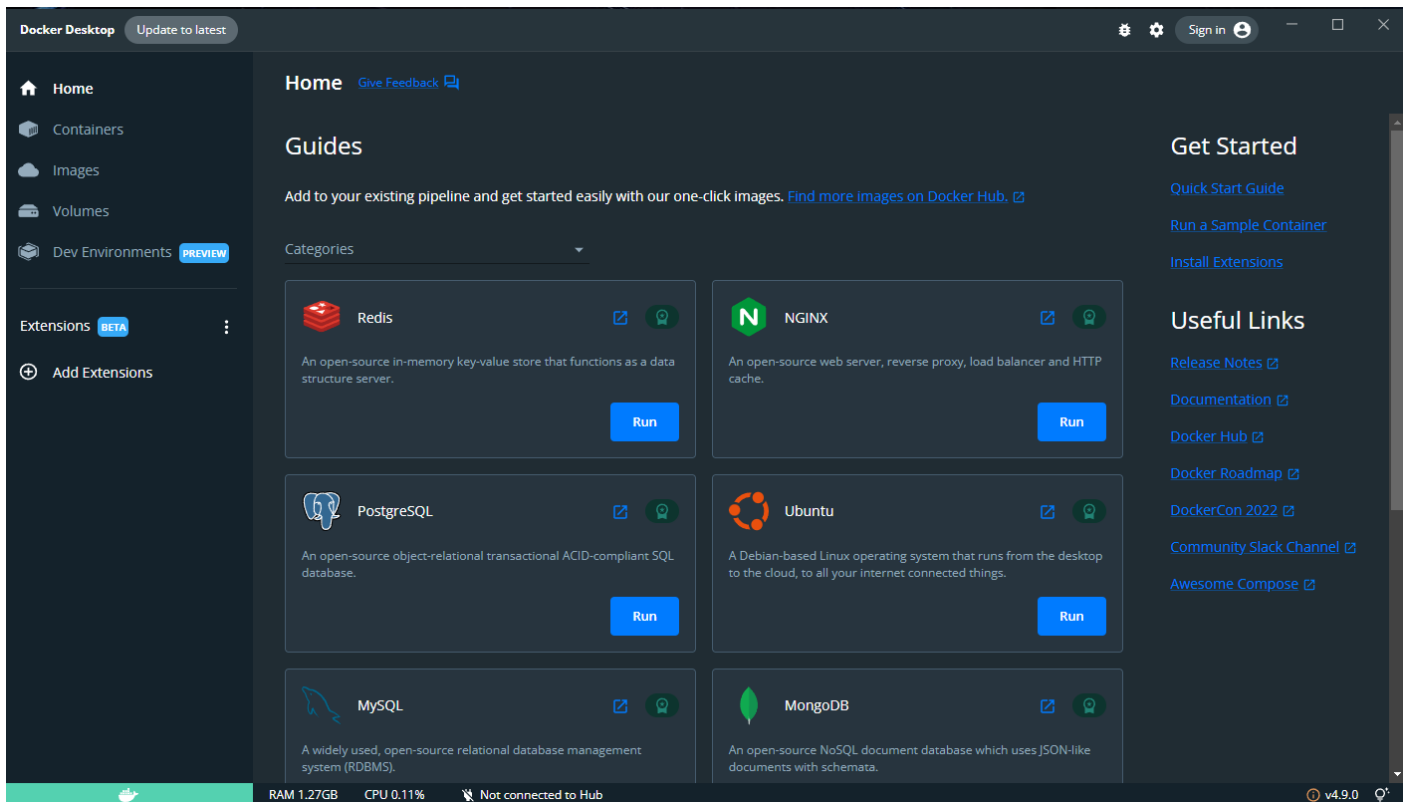 Docker Desktop Update to latest
Sign in
Home
Containers
Images
Volumes
Dev Environments PREVIEW
Extensions BETA
Add Extensions
Home Give Feedback
Guides
Add to your existing pipeline and get started easily with our one-click images. Find more images on Docker Hub.
Categories
Redis
An open-source in-memory key-value store that functions as a data
structure server.
Run
N
NGINX
An open-source web server, reverse proxy, load balancer and HTTP
cache.
Run
PostgreSQL
An open-source object-relational transactional ACID-compliant SQL
database.
Run
Ubuntu
A Debian-based Linux operating system that runs from the desktop
to the cloud, to all your internet connected things.
Run
MySQL
A widely used, open-source relational database management
system (RDBMS).
MongoDB
An open-source NoSQL document database which uses JSON-like
documents with schemata.
Get Started
Quick Start Guide
Run a Sample Container
Install Extensions
Useful Links
Release Notes
Documentation
Docker Hub
Docker Roadmap
DockerCon 2022
Community Slack Channel
Awesome Compose
RAM 1.27GB CPU 0.11% Not connected to Hub
v4.9.0